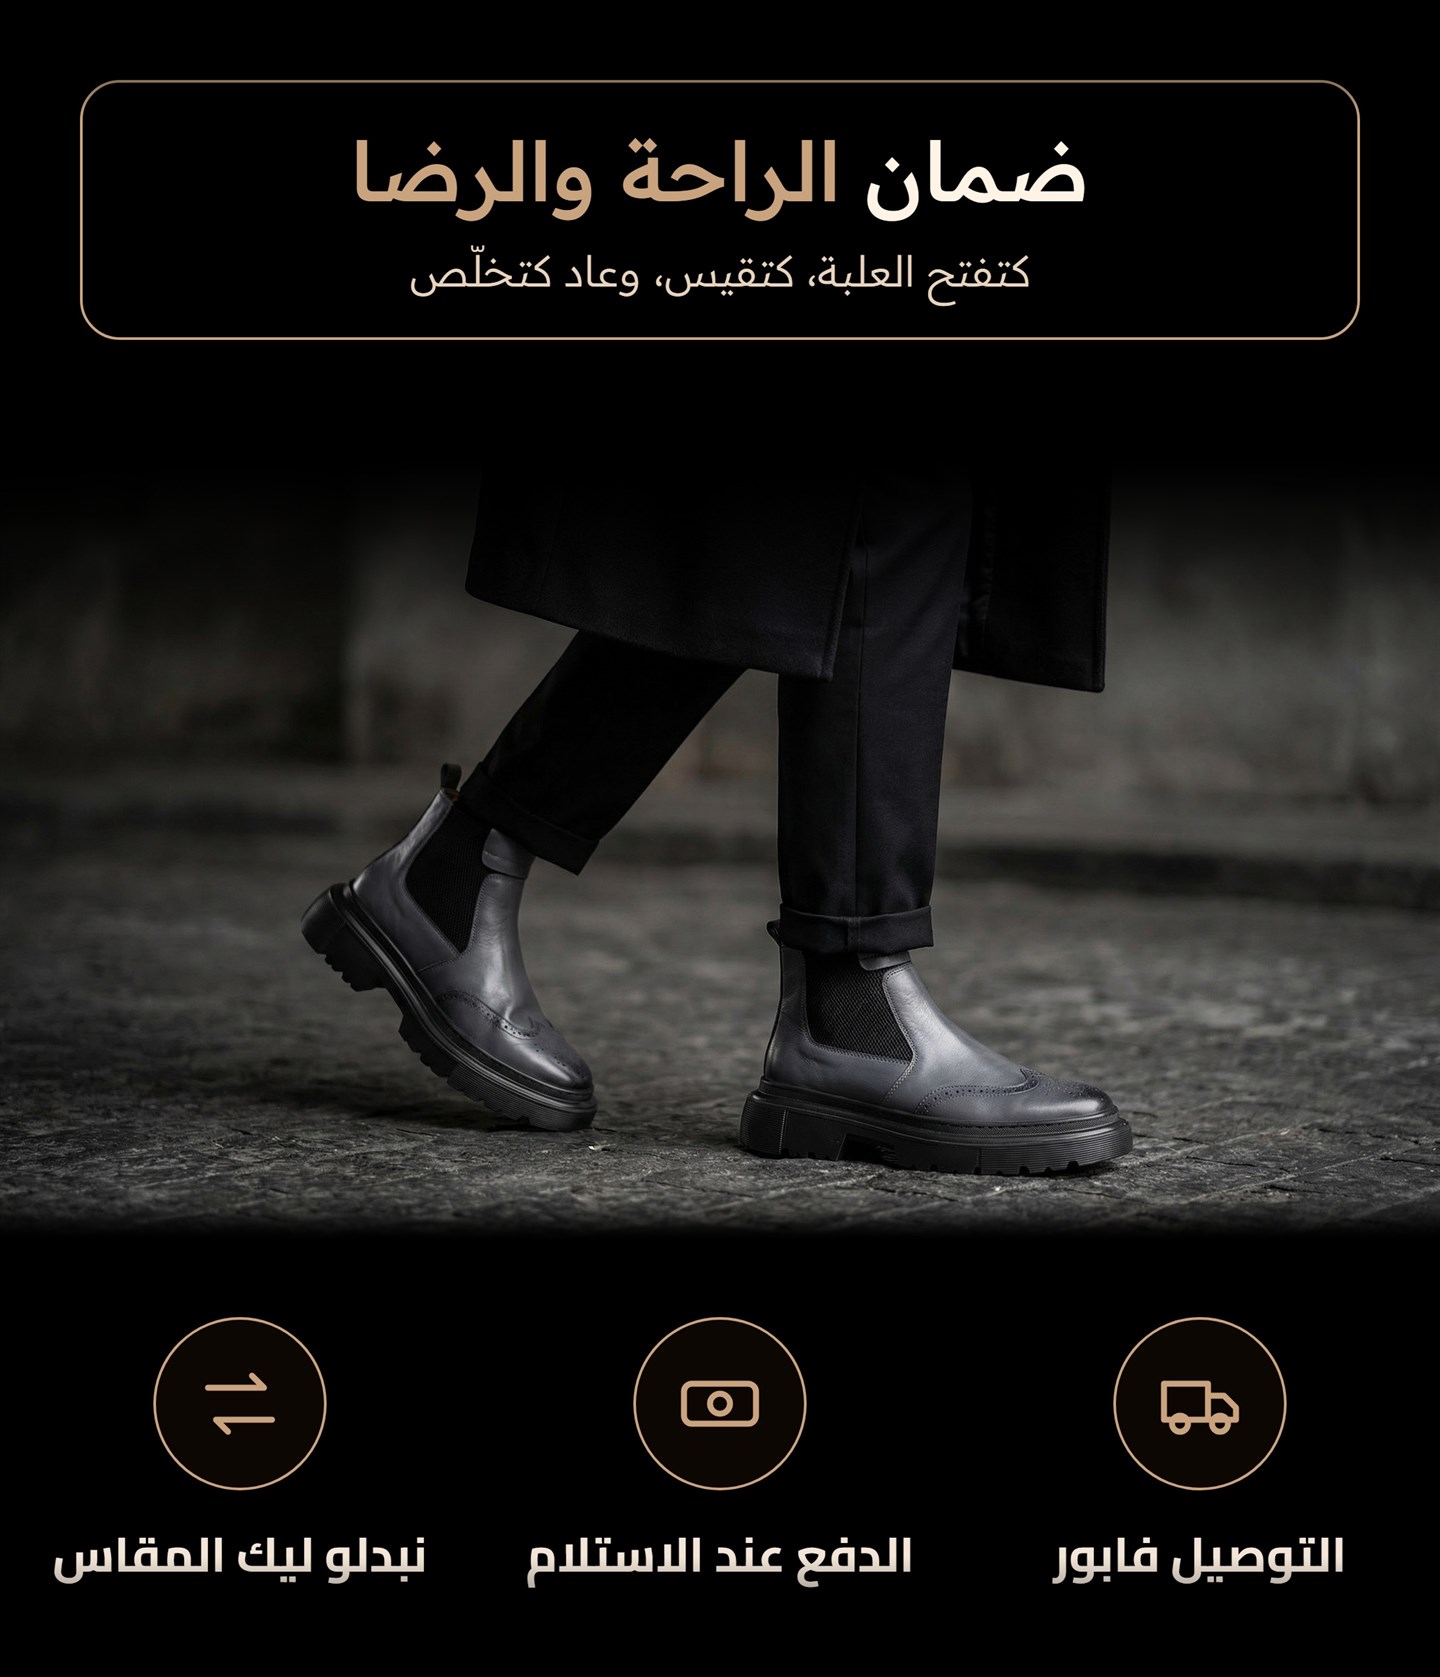 ضمان الراحة والرضا
كتفتح العلبة، كتقيس، وعاد كتخلّص
التوصيل فابور
الدفع عند الاستلام
نبدلو ليك المقاس